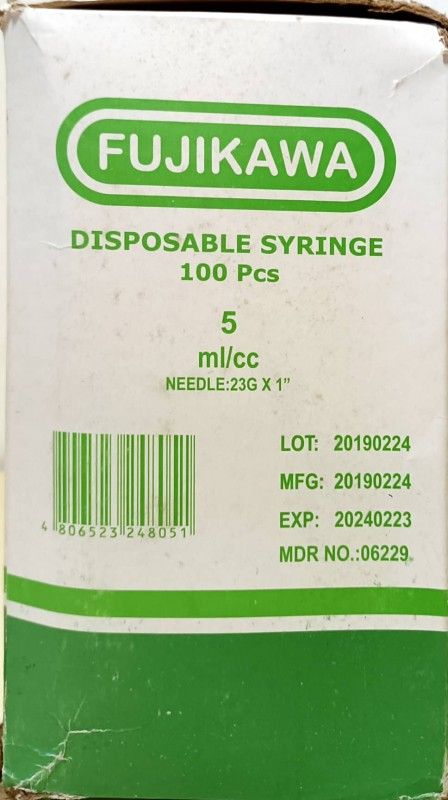 FUJIKAWA
DISPOSABLE SYRINGE
100 Pcs
5
ml/cc
NEEDLE:23G X 1”
LOT: 20190224
MFG: 20190224
EXP: 20240223
MDR NO.:06229
4 806523 248051